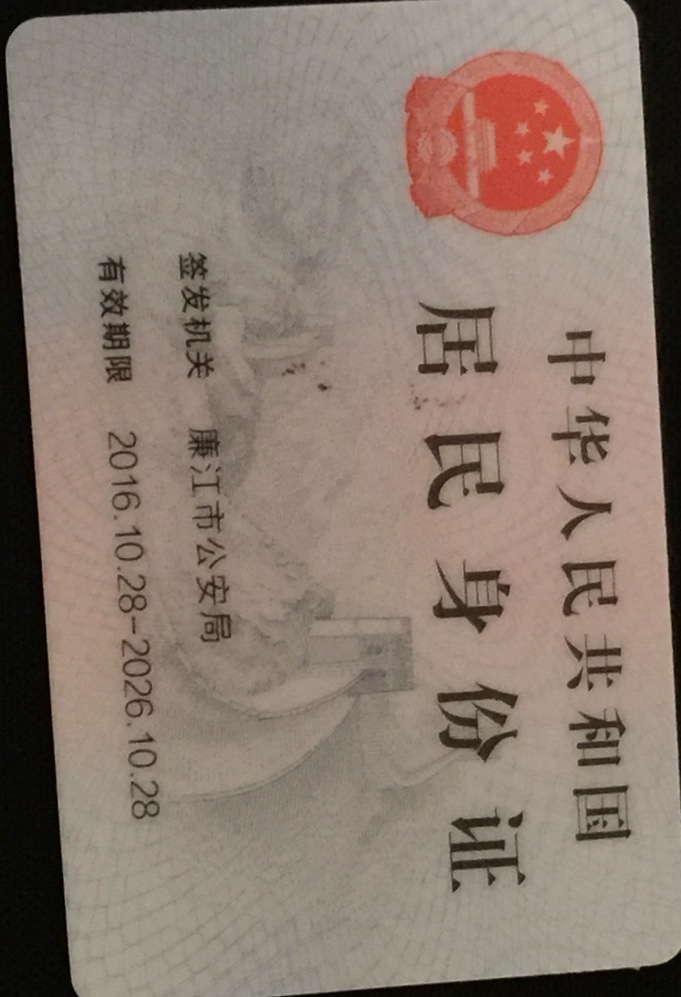 中华人民共和国
居民身份证
签发机关 廉江市公安局
有效期限 2016.10.28-2026.10.28